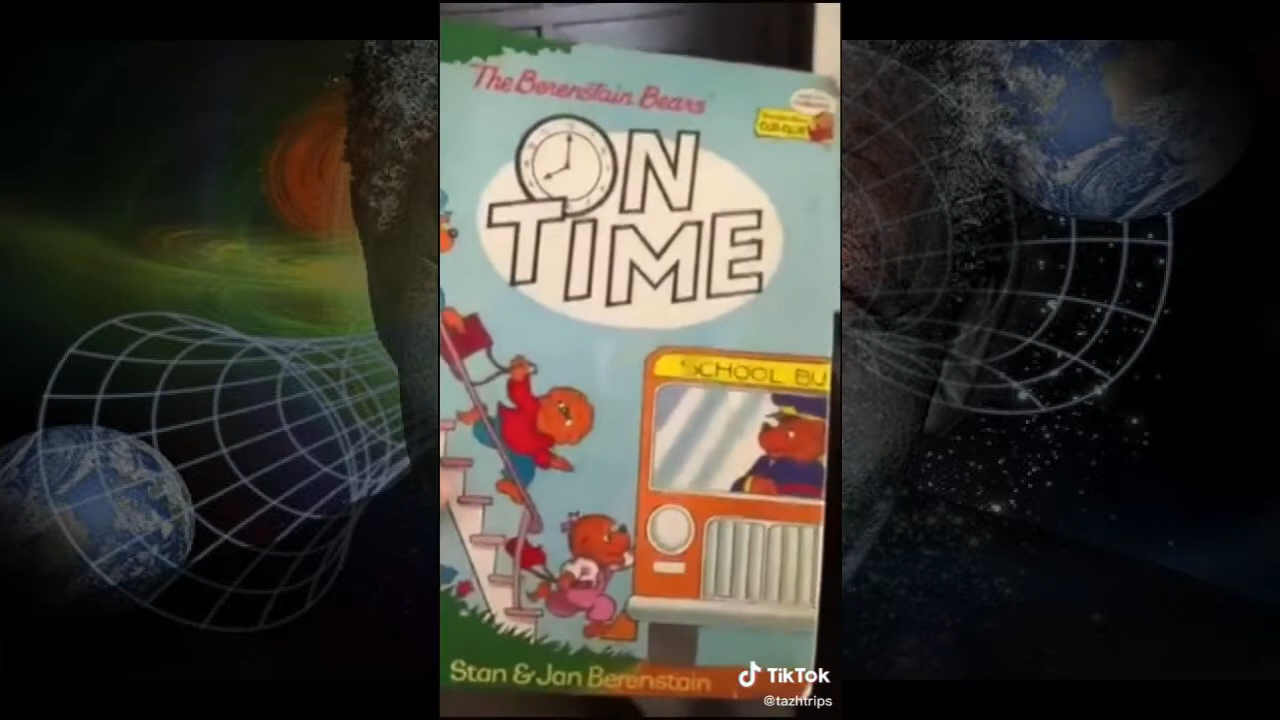 The Berenstain Bears
ON
TIME
SCHOOL BU
Stan & Jan Berenstain
TikTok
@tazhtrips